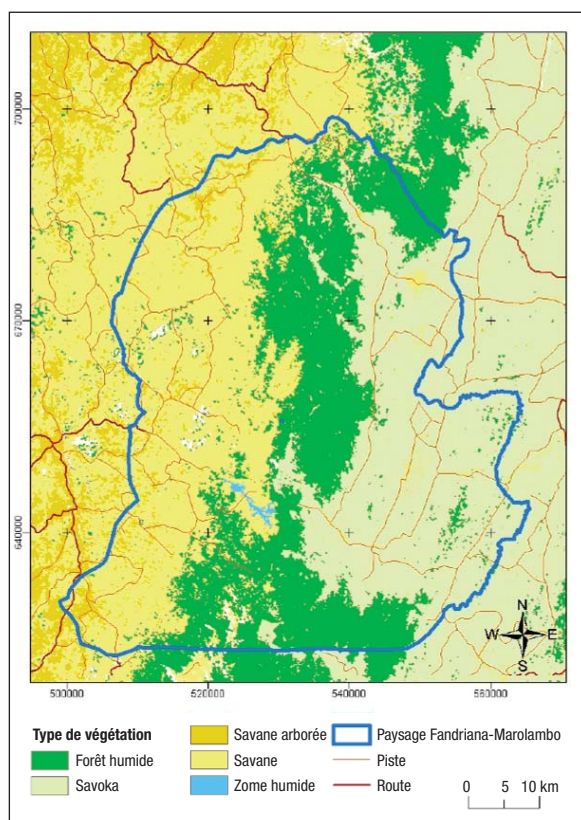 700000
670000
640000
500000 520000 540000 560000
N
W E
S
Type de végétation
Forêt humide
Savoka
Savane arborée
Savane
Zome humide
Paysage Fandriana-Marolambo
Piste
Route
0 5 10 km